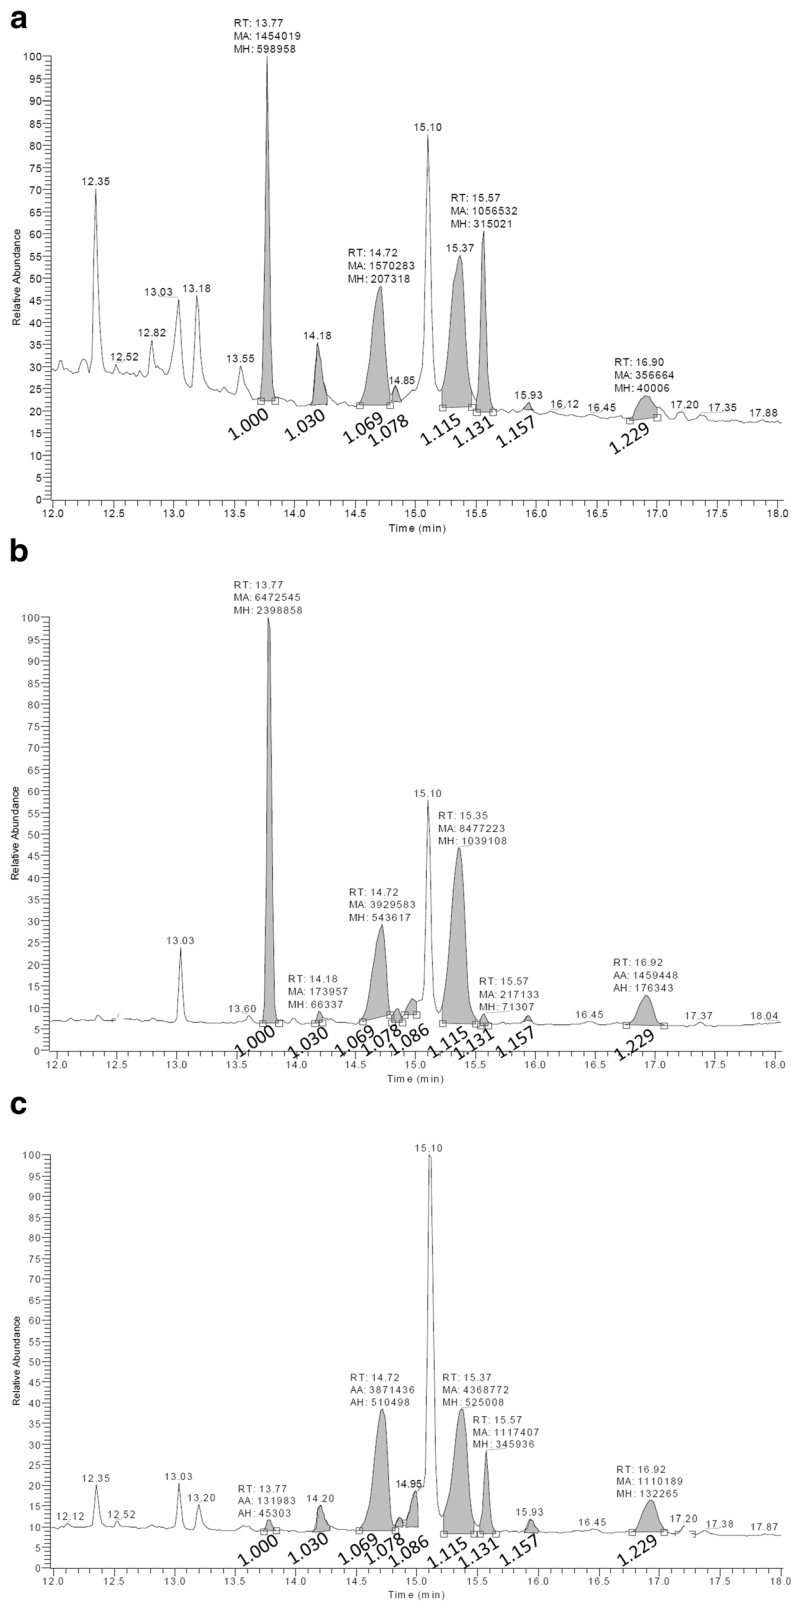 a
RT: 13.77
MA: 1454019
MH: 598958
100
95
90
85
80
75
70
65
60
55
50
45
40
35
30
25
20
15
10
5
0
Relative Abundance
12.35
12.52
12.82
13.03
13.18
13.55
14.18
RT: 14.72
MA: 1570283
MH: 207318
14.85
15.10
15.37
RT: 15.57
MA: 1056532
MH: 315021
15.93
16.12
16.45
RT: 16.90
MA: 356664
MH: 40006
17.20
17.35
17.88
1.000
1.030
1.069
1.078
1.115
1.131
1.157
1.229
12.0 12.5 13.0 13.5 14.0 14.5 15.0 15.5 16.0 16.5 17.0 17.5 18.0
Time (min)
b
RT: 13.77
MA: 6472545
MH: 2398858
100
95
90
85
80
75
70
65
60
55
50
45
40
35
30
25
20
15
10
5
0
Relative Abundance
13.03
13.60
RT: 14.18
MA: 173957
MH: 66337
RT: 14.72
MA: 3929583
MH: 543617
15.10
RT: 15.35
MA: 8477223
MH: 1039108
RT: 15.57
MA: 217133
MH: 71307
16.45
RT: 16.92
AA: 1459448
AH: 176343
17.37
18.04
1.000
1.030
1.069
1.078
1.086
1.115
1.131
1.157
1.229
12.0 12.5 13.0 13.5 14.0 14.5 15.0 15.5 16.0 16.5 17.0 17.5 18.0
Time (min)
c
100
95
90
85
80
75
70
65
60
55
50
45
40
35
30
25
20
15
10
5
0
Relative Abundance
12.12
12.35
12.52
13.03
13.20
RT: 13.77
AA: 131983
AH: 45303
14.20
RT: 14.72
AA: 3871436
AH: 510498
14.95
15.10
RT: 15.37
MA: 4368772
MH: 525008
RT: 15.57
MA: 1117407
MH: 345936
15.93
16.45
RT: 16.92
MA: 1110189
MH: 132265
17.20
17.38
17.87
1.000
1.030
1.069
1.078
1.086
1.115
1.131
1.157
1.229
12.0 12.5 13.0 13.5 14.0 14.5 15.0 15.5 16.0 16.5 17.0 17.5 18.0
Time (min)